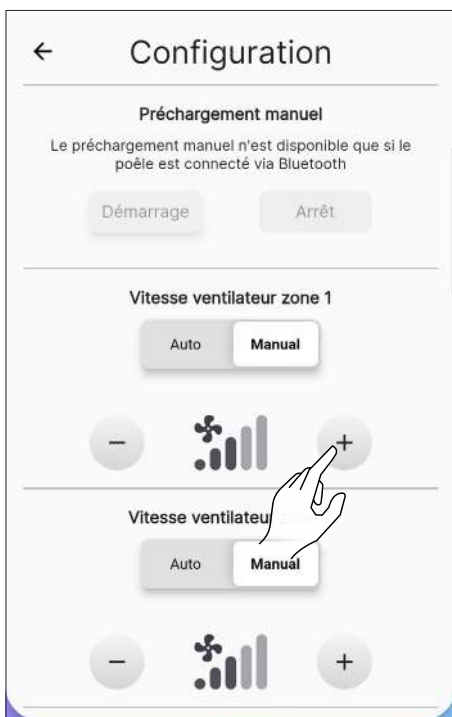 Configuration
Préchargement manuel
Le préchargement manuel n'est disponible que si le
poêle est connecté via Bluetooth
Démarrage Arrêt
Vitesse ventilateur zone 1
Auto Manual
− +
Vitesse ventilateur
Auto Manual
− +